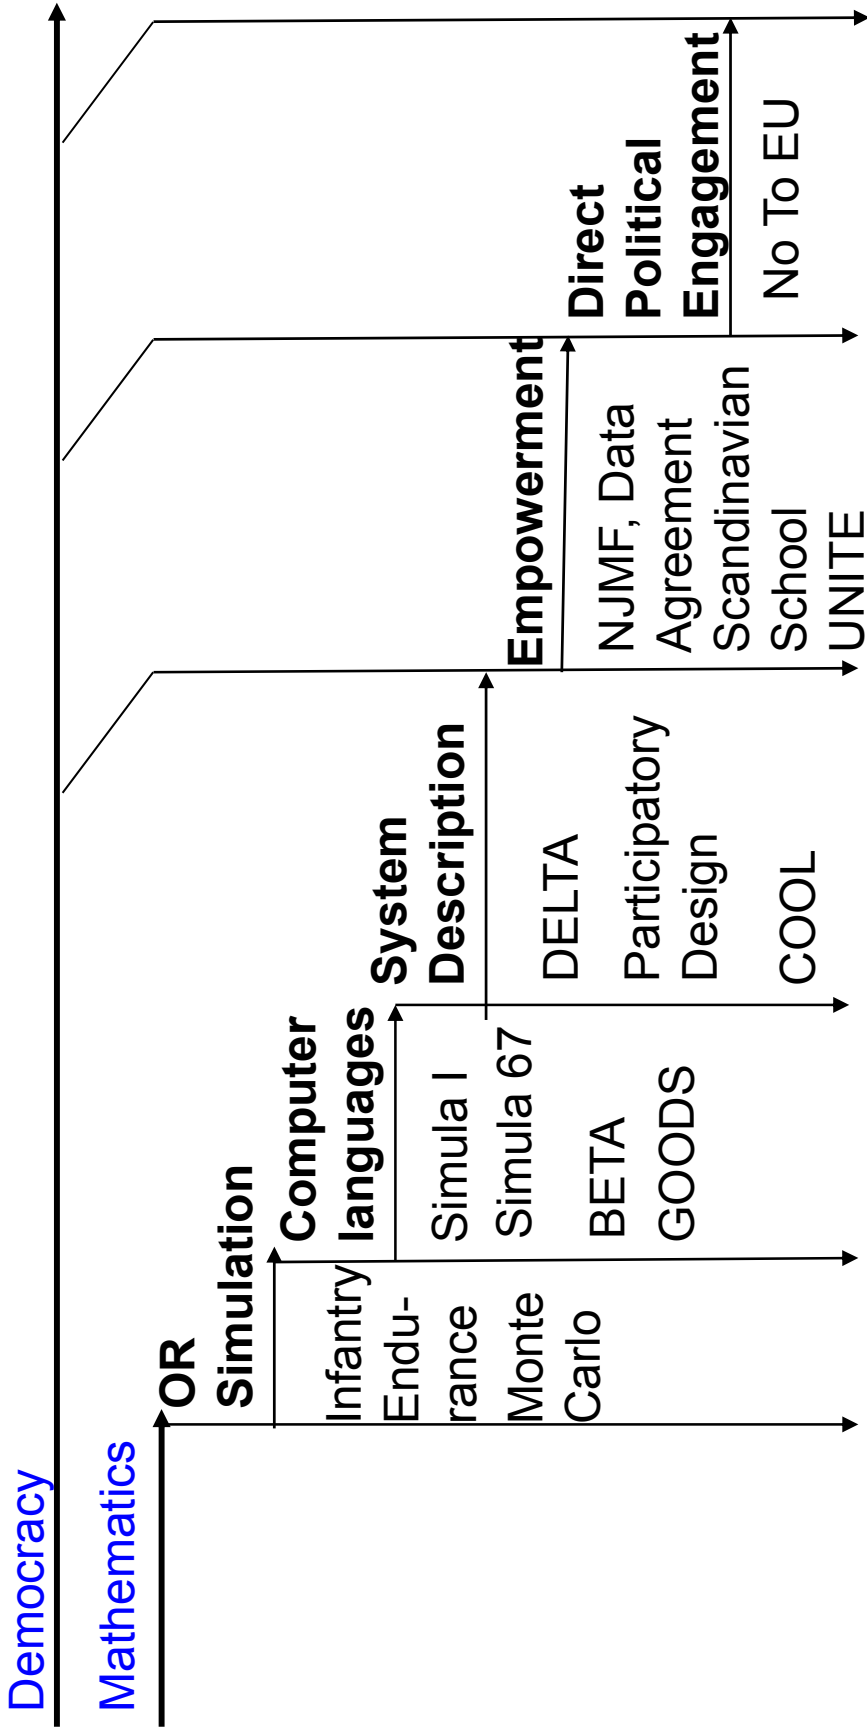 Democracy
Mathematics
OR
Simulation
Infantry
Endu-
rance
Monte
Carlo
Computer
languages
Simula I
Simula 67
BETA
GOODS
System
Description
DELTA
Participatory
Design
COOL
Empowerment
NJMF, Data
Agreement
Scandinavian
School
UNITE
Direct
Political
Engagement
No To EU